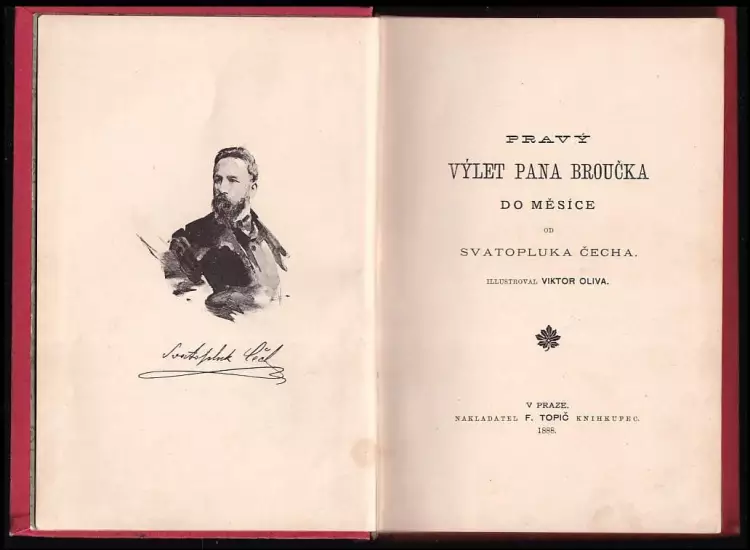 Svatopluk Čech
PRAVÝ
VÝLET PANA BROUČKA
DO MĚSÍCE
OD
SVATOPLUKA ČECHA.
ILLUSTROVAL VIKTOR OLIVA.
V PRAZE.
NAKLADATEL F. TOPIČ KNIHKUPEC.
1888.